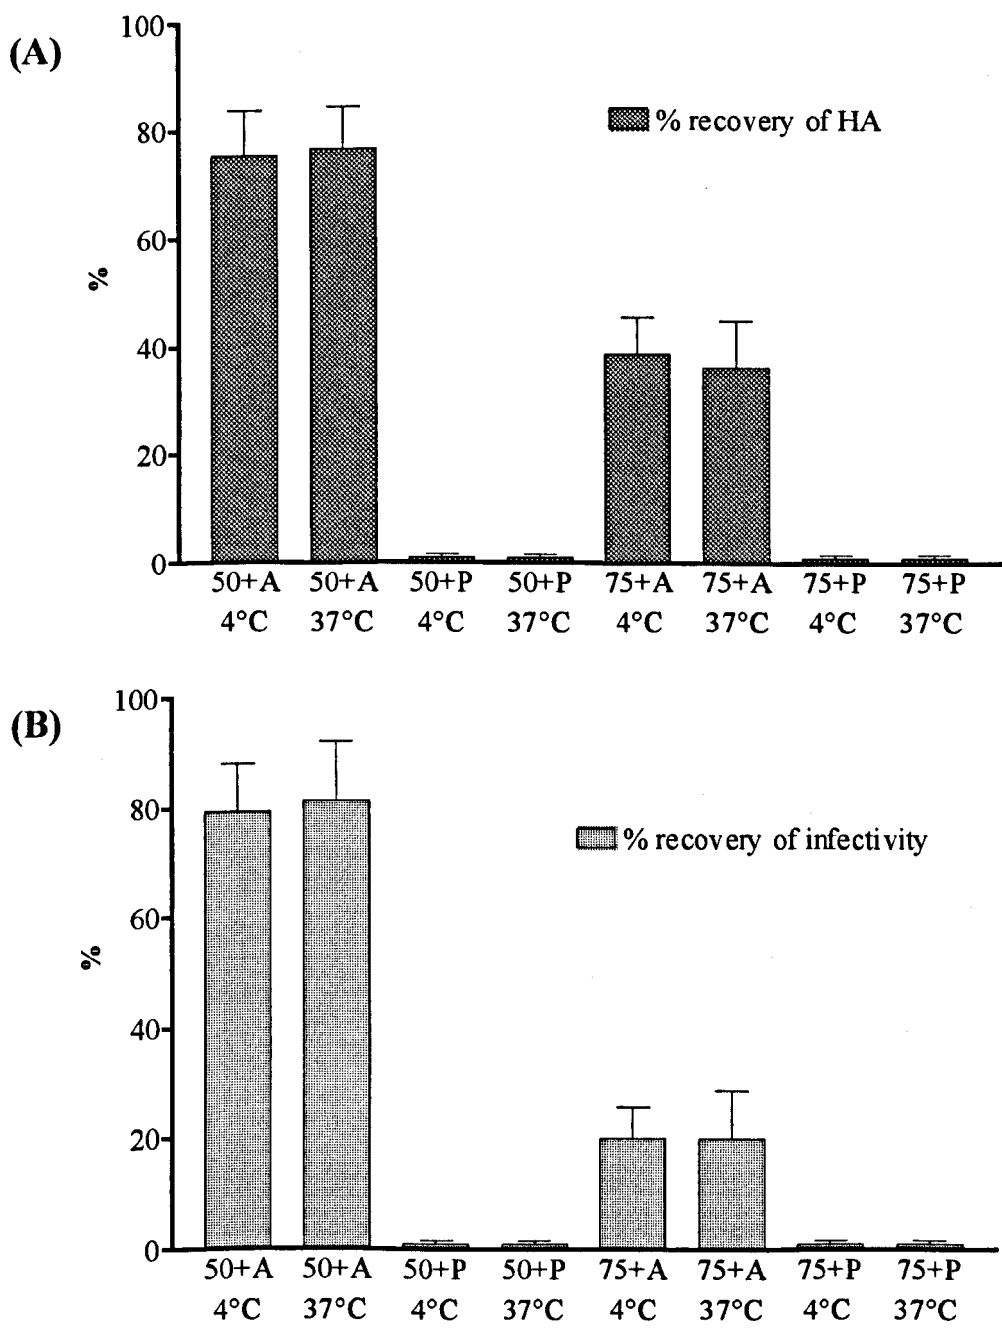 (A)
100
80
60
40
20
0
%
% recovery of HA
50+A 50+A 50+P 50+P 75+A 75+A 75+P 75+P
4°C 37°C 4°C 37°C 4°C 37°C 4°C 37°C
(B)
100
80
60
40
20
0
%
% recovery of infectivity
50+A 50+A 50+P 50+P 75+A 75+A 75+P 75+P
4°C 37°C 4°C 37°C 4°C 37°C 4°C 37°C